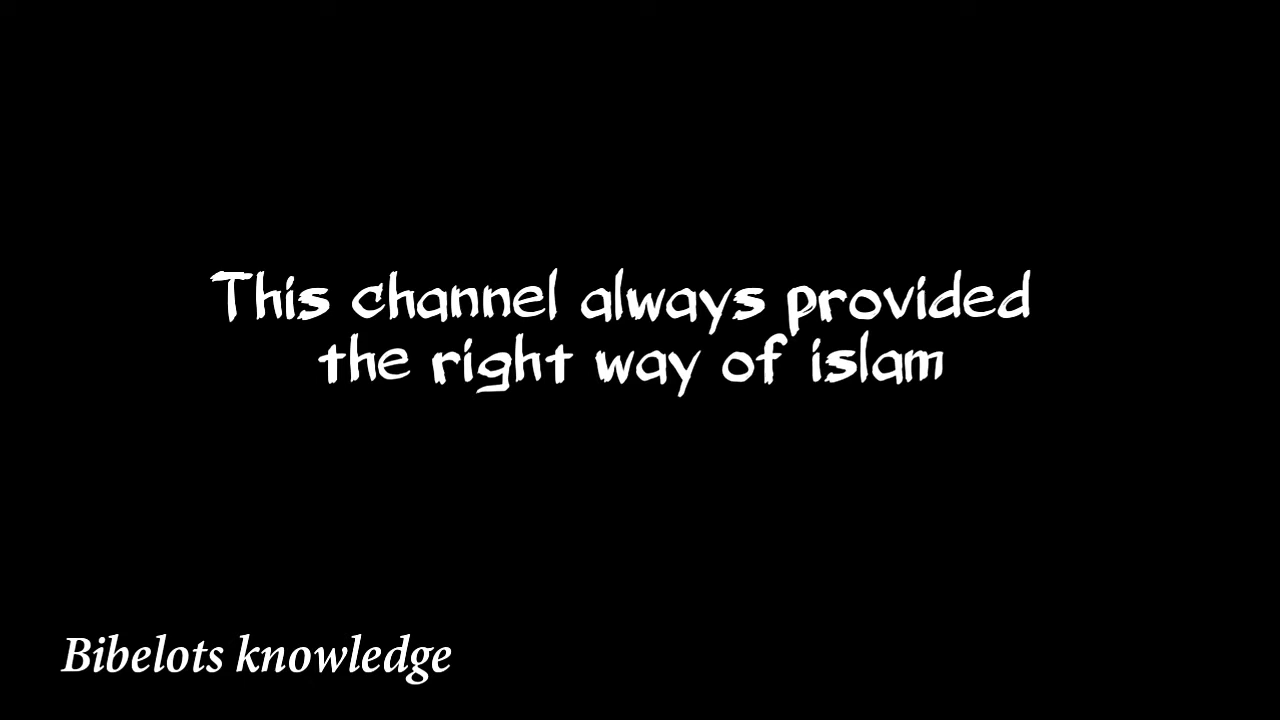 This channel always provided
the right way of islam
Bibelots knowledge